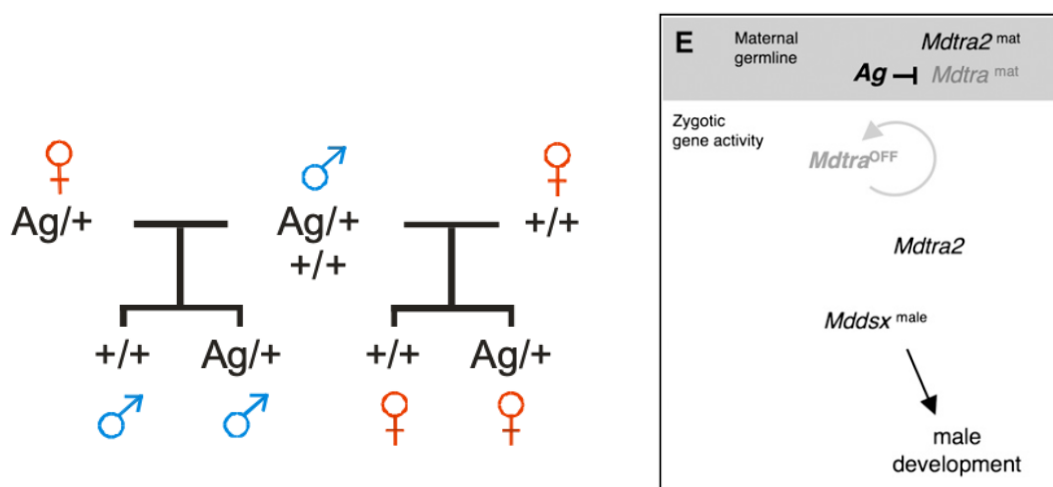 Ag/+
Ag/+
+/+
+/+
+/+
Ag/+
+/+
Ag/+
E
Maternal
germline
Mdtra2 mat
Ag
Mdtra mat
Zygotic
gene activity
MdtraOFF
Mdtra2
Mddsx male
male
development